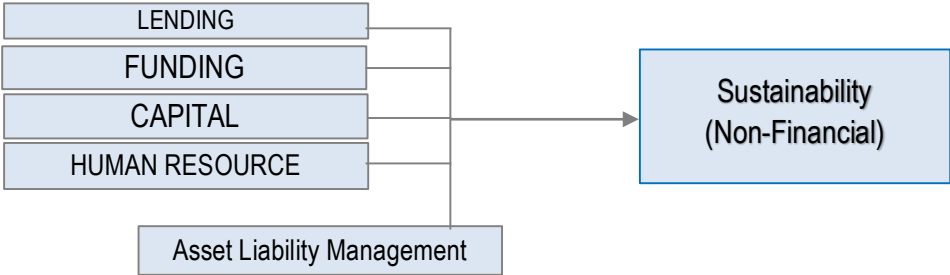 LENDING
FUNDING
CAPITAL
HUMAN RESOURCE
Asset Liability Management
Sustainability
(Non-Financial)